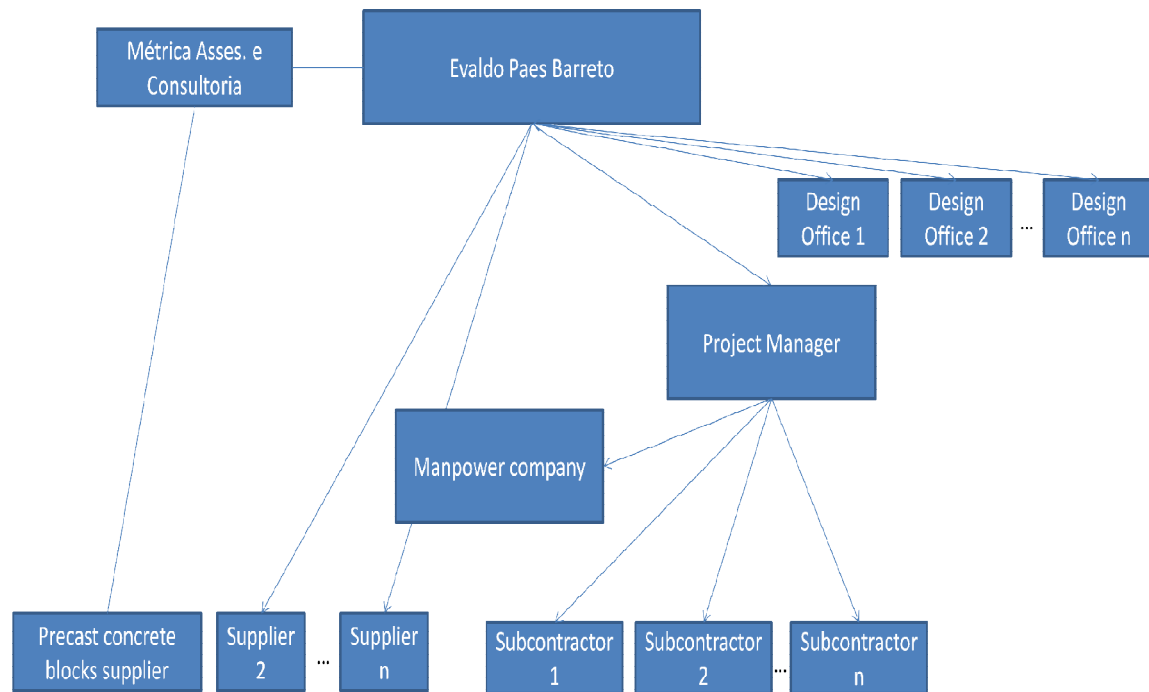 Métrica Asses. e
Consultoria
Evaldo Paes Barreto
Design
Office 1
Design
Office 2
...
Design
Office n
Project Manager
Manpower company
Precast concrete
blocks supplier
Supplier
2
...
Supplier
n
Subcontractor
1
Subcontractor
2
...
Subcontractor
n